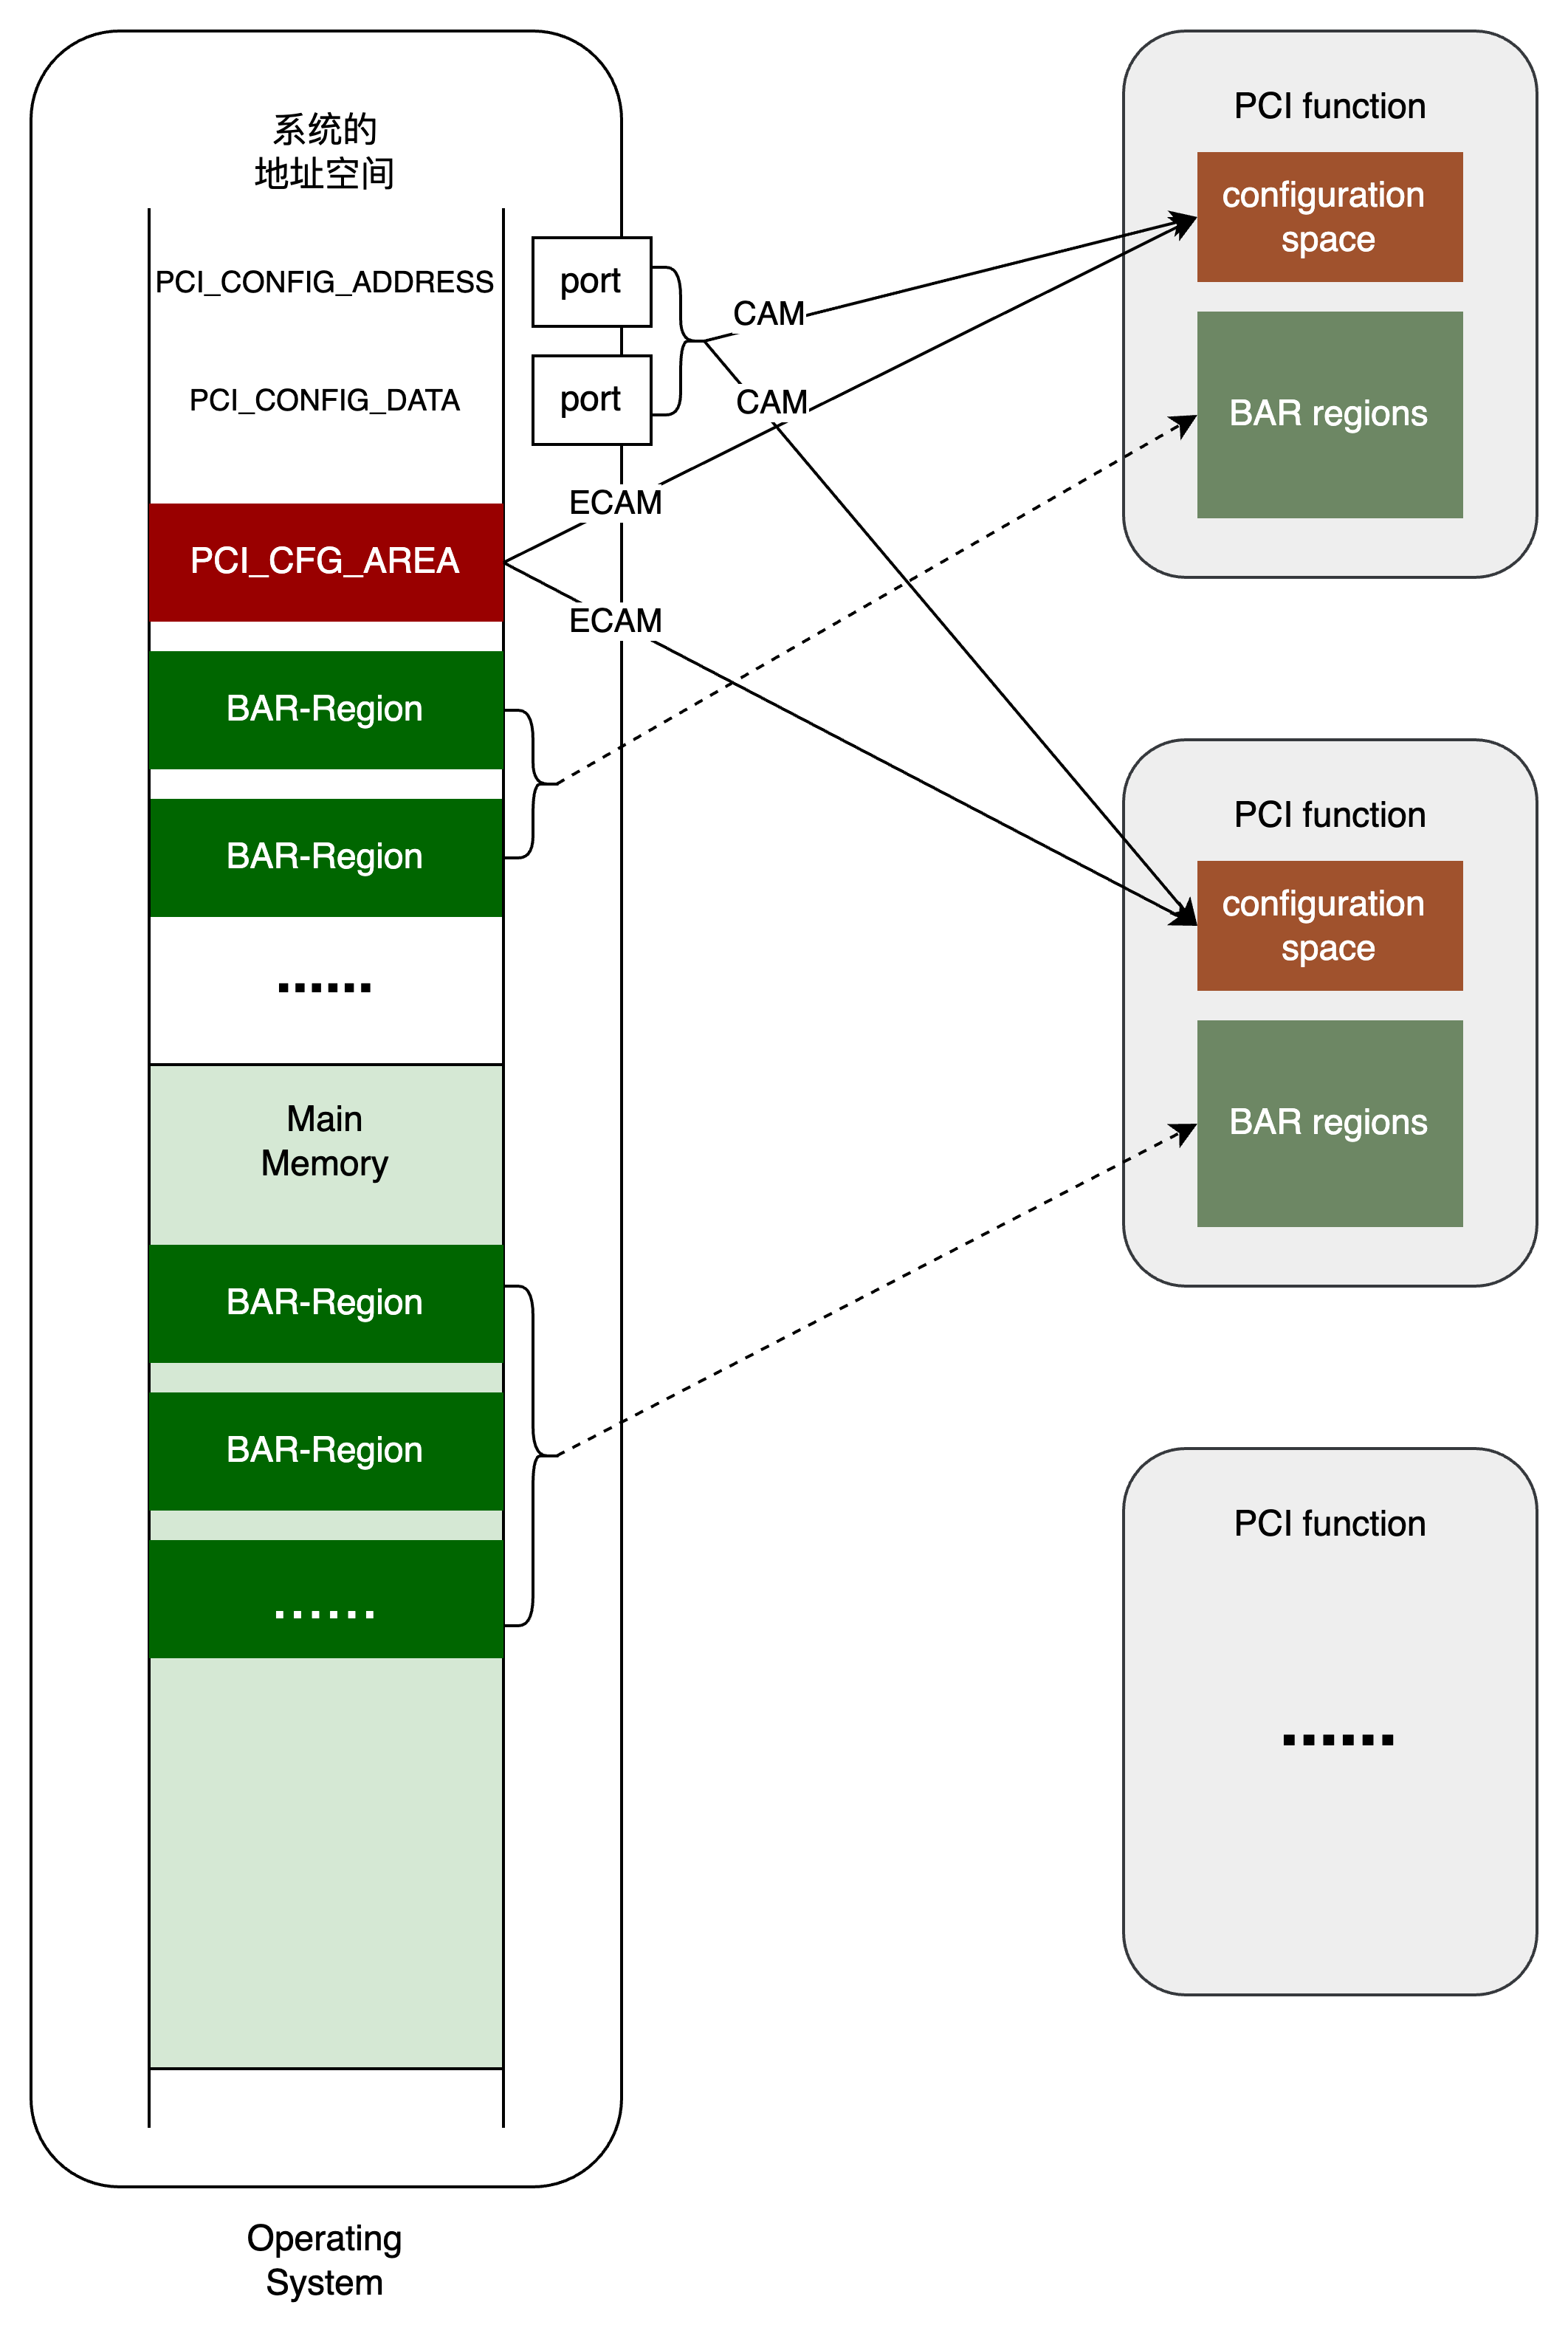 系统的
地址空间
PCI_CONFIG_ADDRESS
port
PCI_CONFIG_DATA
port
CAM
CAM
ECAM
PCI_CFG_AREA
ECAM
BAR-Region
BAR-Region
......
Main
Memory
BAR-Region
BAR-Region
......
Operating
System
PCI function
configuration
space
BAR regions
PCI function
configuration
space
BAR regions
PCI function
......